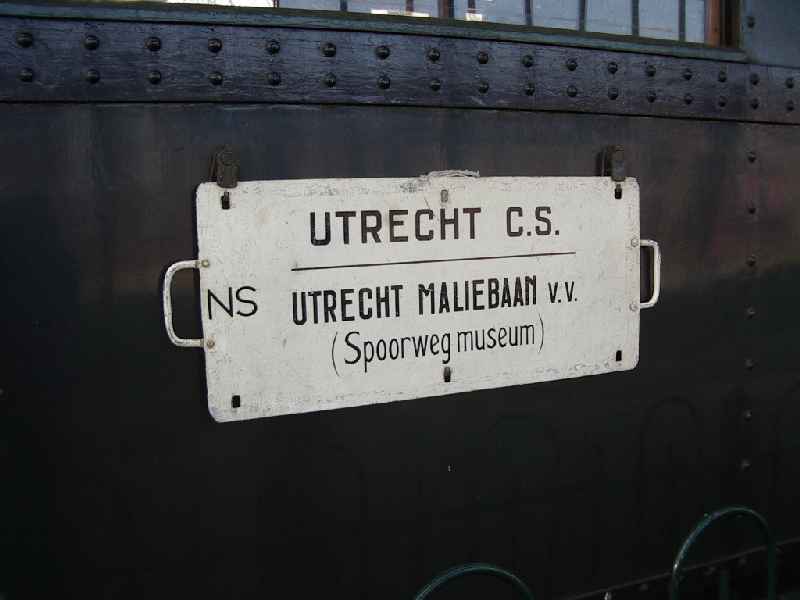 UTRECHT C.S.
NS UTRECHT MALIEBAAN v.v.
(Spoorweg museum)